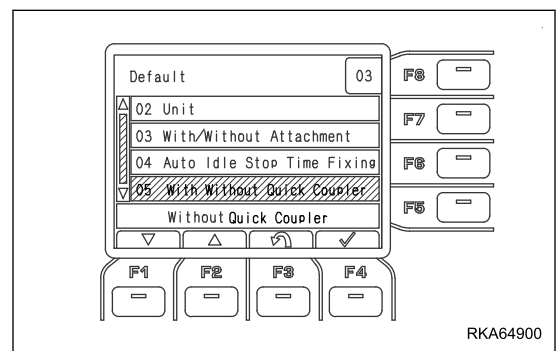 Default 03
02 Unit
03 With/Without Attachment
04 Auto Idle Stop Time Fixing
05 With Without Quick Coupler
Without Quick Coupler
F8
F7
F6
F5
F1 F2 F3 F4
RKA64900